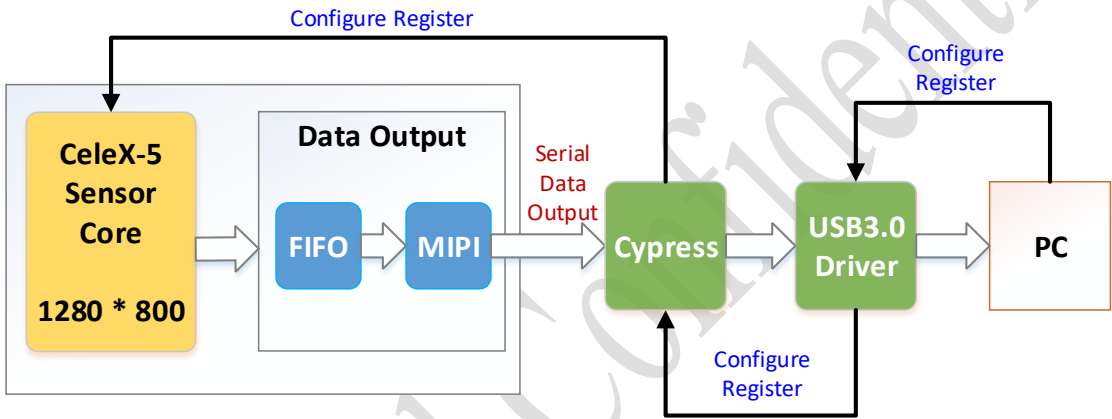 Configure Register
Configure
Register
CeleX-5
Sensor
Core
1280 * 800
Data Output
FIFO
MIPI
Serial
Data
Output
Cypress
USB3.0
Driver
PC
Configure
Register